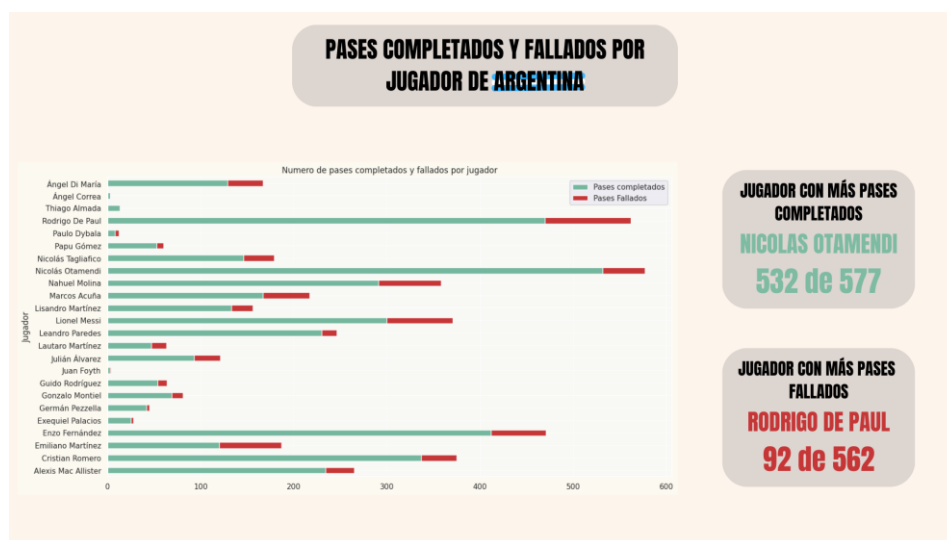 PASES COMPLETADOS Y FALLADOS POR
JUGADOR DE ARGENTINA
Numero de pases completados y fallados por jugador
Pases completados
Pases Fallados
Jugador
Ángel Di María
Ángel Correa
Thiago Almada
Rodrigo De Paul
Paulo Dybala
Papu Gómez
Nicolás Tagliafico
Nicolás Otamendi
Nahuel Molina
Marcos Acuña
Lisandro Martínez
Lionel Messi
Leandro Paredes
Lautaro Martínez
Julián Álvarez
Juan Foyth
Guido Rodríguez
Gonzalo Montiel
Germán Pezzella
Exequiel Palacios
Enzo Fernández
Emiliano Martínez
Cristian Romero
Alexis Mac Allister
0 100 200 300 400 500 600
JUGADOR CON MÁS PASES
COMPLETADOS
NICOLAS OTAMENDI
532 de 577
JUGADOR CON MÁS PASES
FALLADOS
RODRIGO DE PAUL
92 de 562